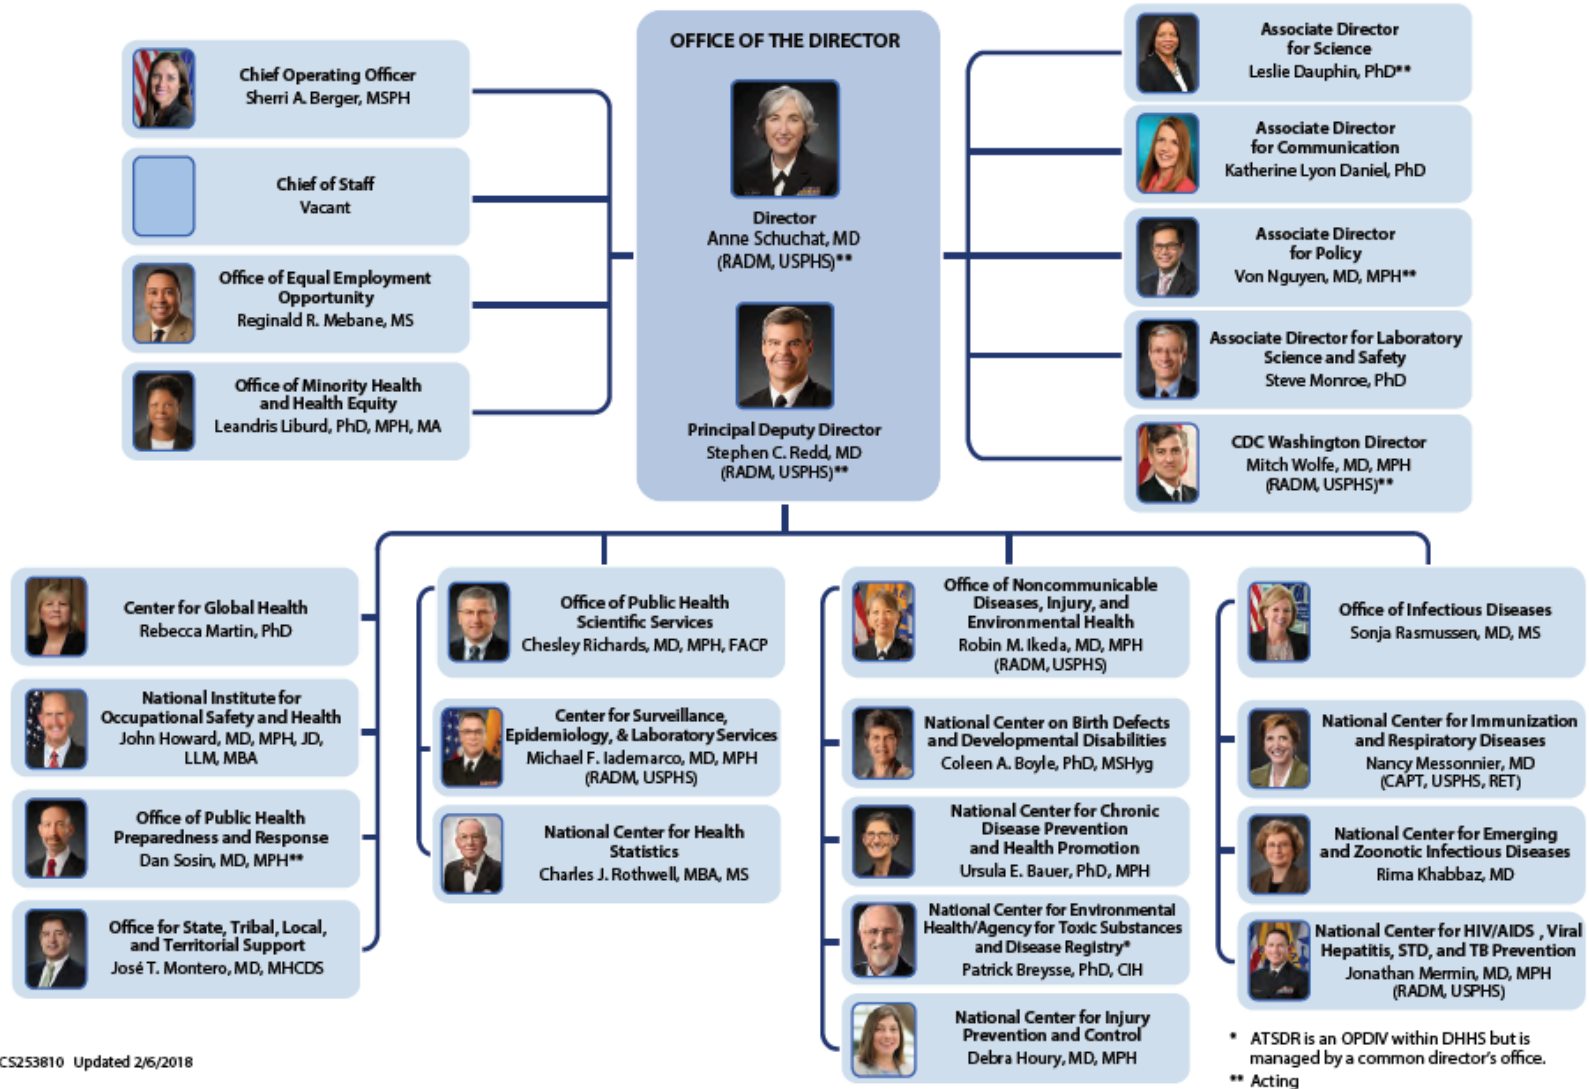 OFFICE OF THE DIRECTOR
Director
Anne Schuchat, MD
(RADM, USPHS)**
Principal Deputy Director
Stephen C. Redd, MD
(RADM, USPHS)**
Chief Operating Officer
Sherri A. Berger, MSPH
Chief of Staff
Vacant
Office of Equal Employment
Opportunity
Reginald R. Mebane, MS
Office of Minority Health
and Health Equity
Leandris Liburd, PhD, MPH, MA
Associate Director
for Science
Leslie Dauphin, PhD**
Associate Director
for Communication
Katherine Lyon Daniel, PhD
Associate Director
for Policy
Von Nguyen, MD, MPH**
Associate Director for Laboratory
Science and Safety
Steve Monroe, PhD
CDC Washington Director
Mitch Wolfe, MD, MPH
(RADM, USPHS)**
Center for Global Health
Rebecca Martin, PhD
National Institute for
Occupational Safety and Health
John Howard, MD, MPH, JD,
LLM, MBA
Office of Public Health
Preparedness and Response
Dan Sosin, MD, MPH**
Office for State, Tribal, Local,
and Territorial Support
José T. Montero, MD, MHCDS
Office of Public Health
Scientific Services
Chesley Richards, MD, MPH, FACP
Center for Surveillance,
Epidemiology, & Laboratory Services
Michael F. Iademarco, MD, MPH
(RADM, USPHS)
National Center for Health
Statistics
Charles J. Rothwell, MBA, MS
Office of Noncommunicable
Diseases, Injury, and
Environmental Health
Robin M. Ikeda, MD, MPH
(RADM, USPHS)
National Center on Birth Defects
and Developmental Disabilities
Coleen A. Boyle, PhD, MSHyg
National Center for Chronic
Disease Prevention
and Health Promotion
Ursula E. Bauer, PhD, MPH
National Center for Environmental
Health/Agency for Toxic Substances
and Disease Registry*
Patrick Breysse, PhD, CIH
National Center for Injury
Prevention and Control
Debra Houry, MD, MPH
Office of Infectious Diseases
Sonja Rasmussen, MD, MS
National Center for Immunization
and Respiratory Diseases
Nancy Messonnier, MD
(CAPT, USPHS, RET)
National Center for Emerging
and Zoonotic Infectious Diseases
Rima Khabbaz, MD
National Center for HIV/AIDS , Viral
Hepatitis, STD, and TB Prevention
Jonathan Mermin, MD, MPH
(RADM, USPHS)
* ATSDR is an OPDIV within DHHS but is
managed by a common director's office.
** Acting
CS253810 Updated 2/6/2018